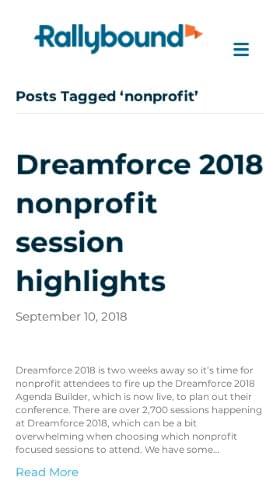 Rallybound
Posts Tagged ‘nonprofit’
Dreamforce 2018
nonprofit
session
highlights
September 10, 2018
Dreamforce 2018 is two weeks away so it’s time for
nonprofit attendees to fire up the Dreamforce 2018
Agenda Builder, which is now live, to plan out their
conference. There are over 2,700 sessions happening
at Dreamforce 2018, which can be a bit
overwhelming when choosing which nonprofit
focused sessions to attend. We have some...
Read More